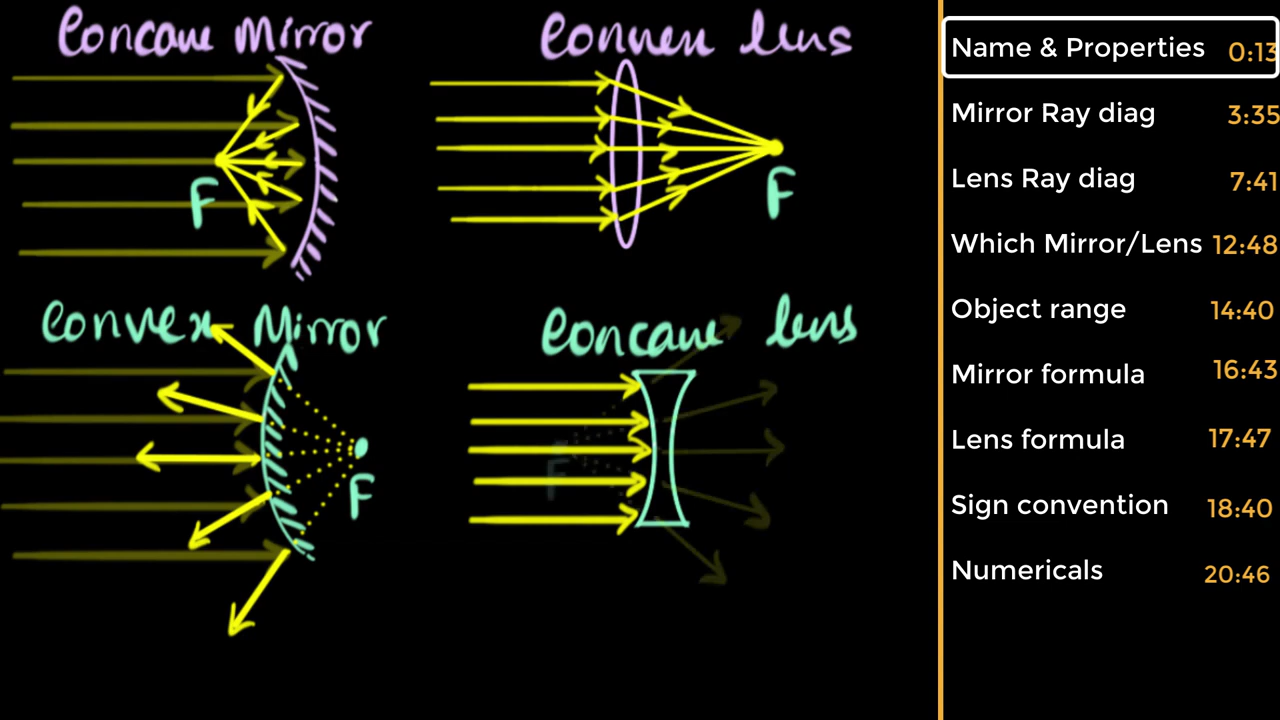 Concave Mirror
Convex lens
F
F
Convex Mirror
Concave lens
F
F
Name & Properties 0:13
Mirror Ray diag 3:35
Lens Ray diag 7:41
Which Mirror/Lens 12:48
Object range 14:40
Mirror formula 16:43
Lens formula 17:47
Sign convention 18:40
Numericals 20:46